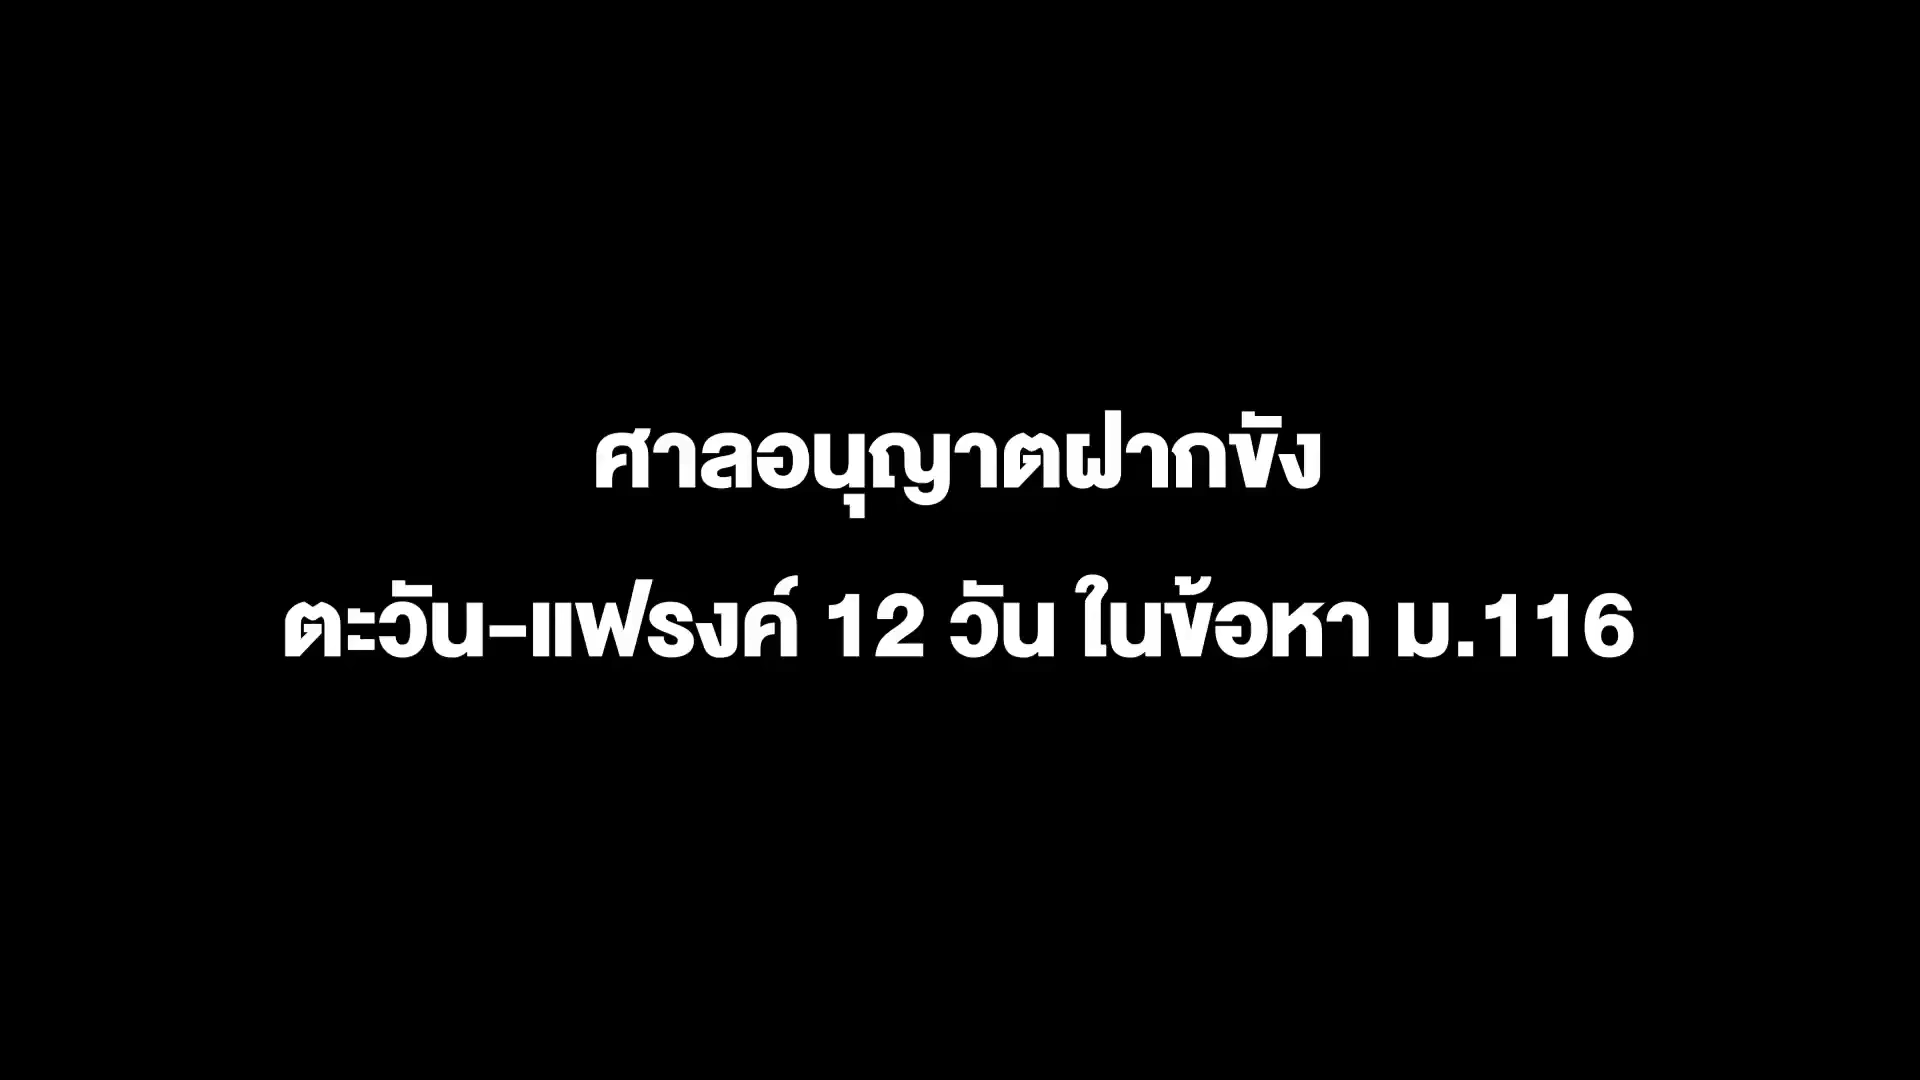 ศาลอนุญาตฝากขัง
ตะวัน-แฟรงค์ 12 วัน ในข้อหา ม.116